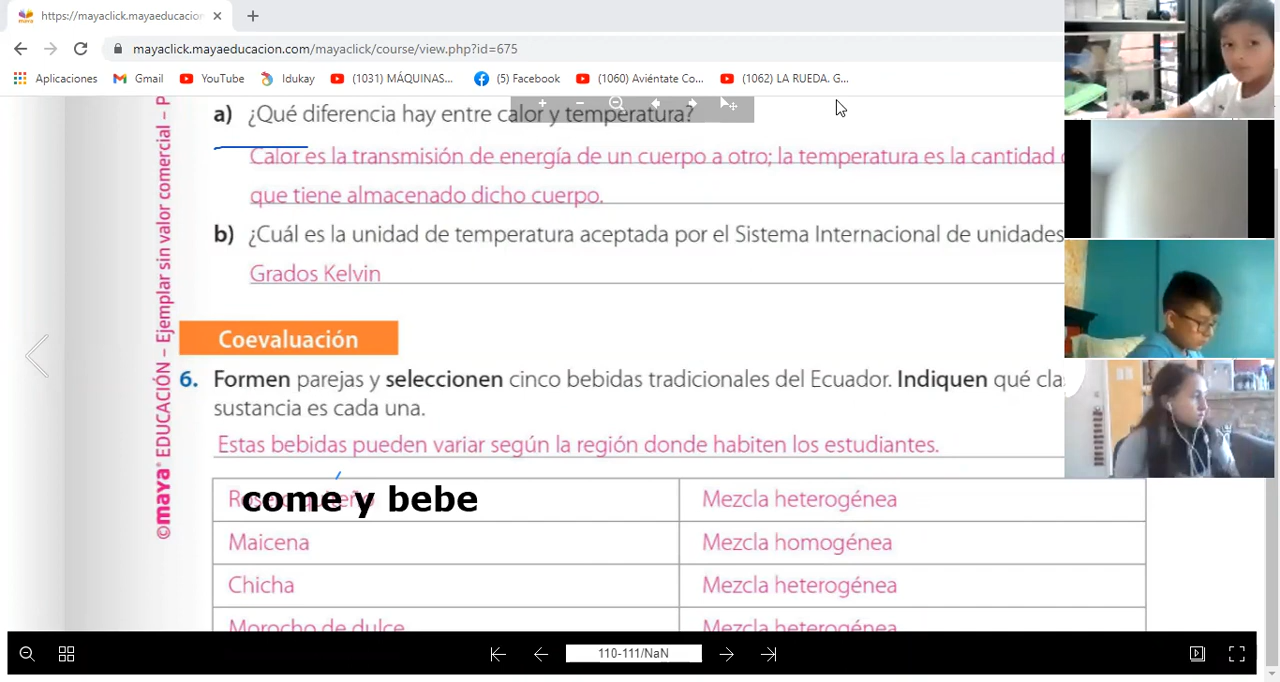 https://mayaclick.mayaeducacion
mayaclick.mayaeducacion.com/mayaclick/course/view.php?id=675
Aplicaciones Gmail YouTube Idukay (1031) MÁQUINAS... (5) Facebook (1060) Aviéntate Co... (1062) LA RUEDA. G...
a) ¿Qué diferencia hay entre calor y temperatura?
Calor es la transmisión de energía de un cuerpo a otro; la temperatura es la cantidad
que tiene almacenado dicho cuerpo.
b) ¿Cuál es la unidad de temperatura aceptada por el Sistema Internacional de unidades
Grados Kelvin
Coevaluación
6. Formen parejas y seleccionen cinco bebidas tradicionales del Ecuador. Indiquen qué cla
sustancia es cada una.
Estas bebidas pueden variar según la región donde habiten los estudiantes.
come y bebe
Mezcla heterogénea
Maicena
Mezcla homogénea
Chicha
Mezcla heterogénea
Morocho de dulce
Mezcla heterogénea
©maya® EDUCACIÓN – Ejemplar sin valor comercial – P
110-111/NaN